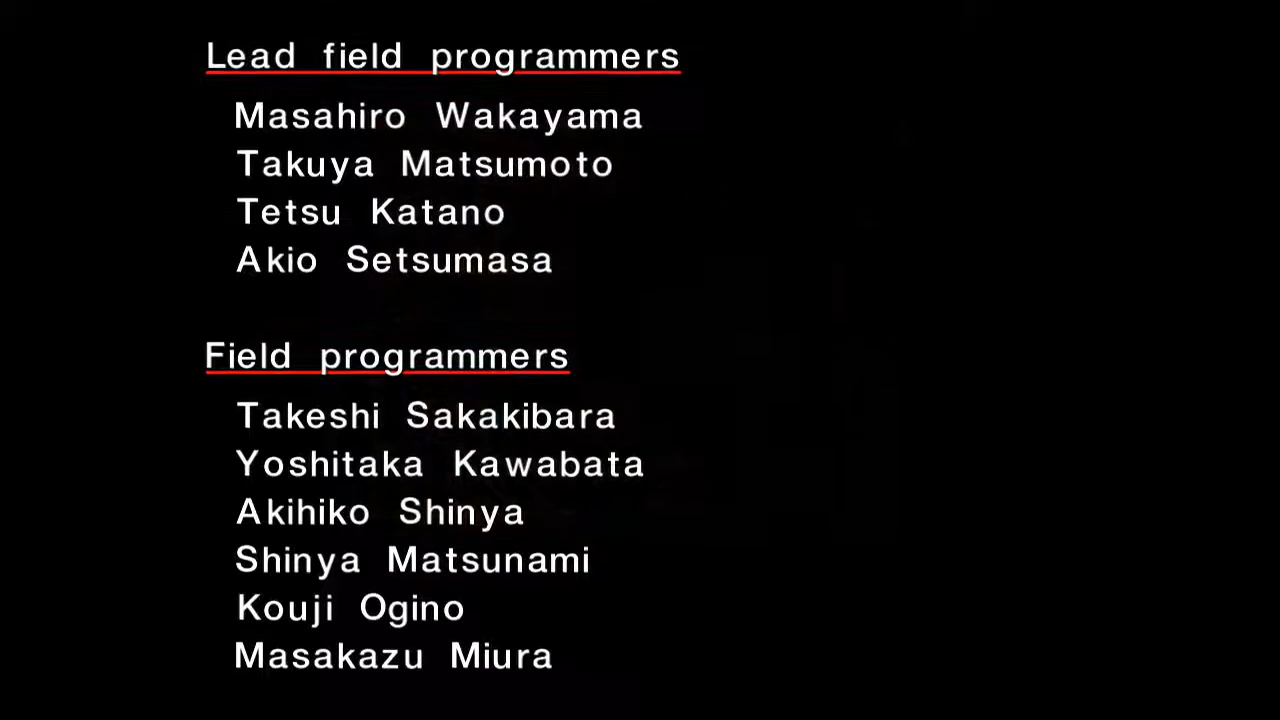 Lead field programmers
Masahiro Wakayama
Takuya Matsumoto
Tetsu Katano
Akio Setsumasa
Field programmers
Takeshi Sakakibara
Yoshitaka Kawabata
Akihiko Shinya
Shinya Matsunami
Kouji Ogino
Masakazu Miura